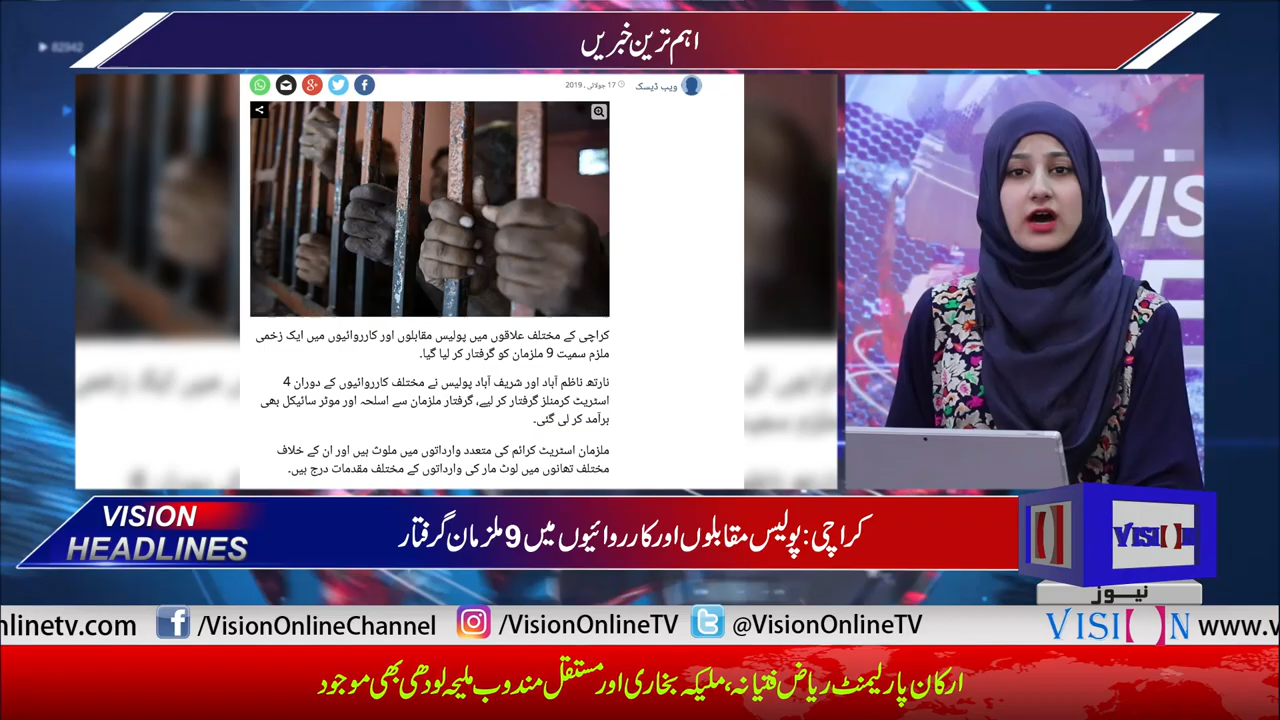 82942
اہم ترین خبریں
ویب ڈیسک
17 جولائی ، 2019
کراچی کے مختلف علاقوں میں پولیس مقابلوں اور کارروائیوں میں ایک زخمی
ملزم سمیت 9 ملزمان کو گرفتار کر لیا گیا۔
نارتھ ناظم آباد اور شریف آباد پولیس نے مختلف کارروائیوں کے دوران 4
اسٹریٹ کرمنلز گرفتار کر لیے، گرفتار ملزمان سے اسلحہ اور موٹر سائیکل بھی
برآمد کر لی گئی۔
ملزمان اسٹریٹ کرائم کی متعدد وارداتوں میں ملوث ہیں اور ان کے خلاف
مختلف تھانوں میں لوٹ مار کی وارداتوں کے مختلف مقدمات درج ہیں۔
VIS
VISION
HEADLINES
کراچی: پولیس مقابلوں اور کارروائیوں میں 9 ملزمان گرفتار
VISION
نیوز
nlinetv.com /VisionOnlineChannel /VisionOnlineTV @VisionOnlineTV VISION www.v
ارکان پارلیمنٹ ریاض فتیانہ، ملیکہ بخاری اور مستقل مندوب ملیحہ لودھی بھی موجود